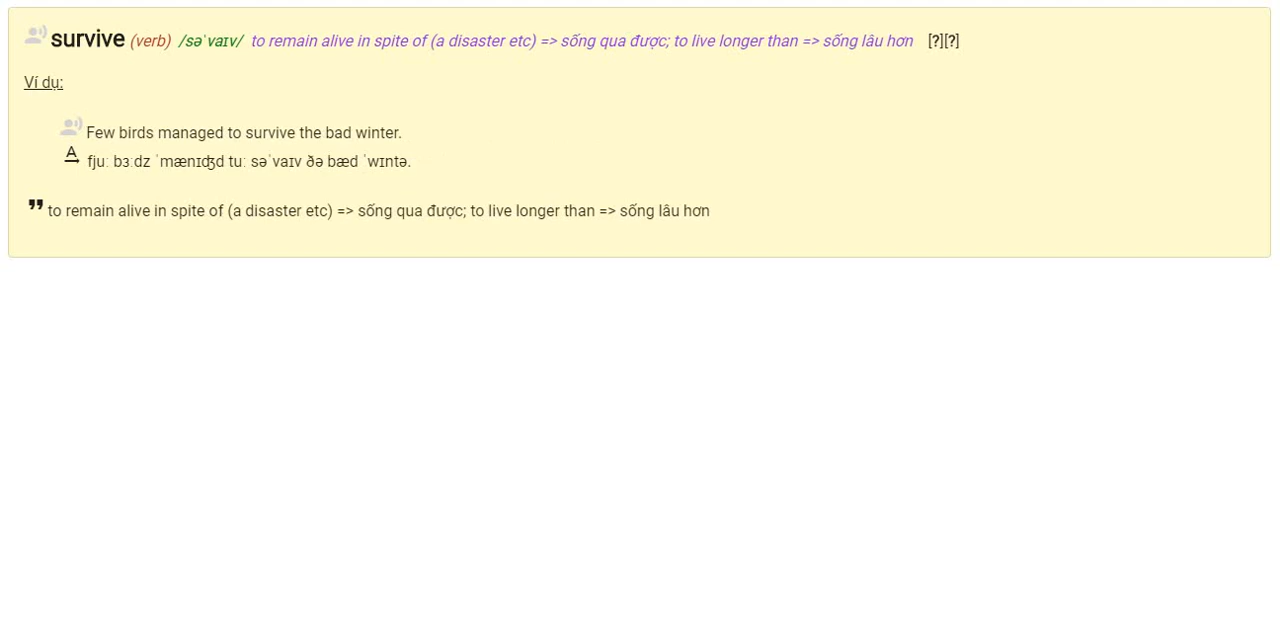 survive (verb) /səˈvaɪv/ to remain alive in spite of (a disaster etc) => sống qua được; to live longer than => sống lâu hơn [?][?]
Ví dụ:
Few birds managed to survive the bad winter.
fjuː bɜːdz ˈmænɪʤd tuː səˈvaɪv ðə bæd ˈwɪntə.
to remain alive in spite of (a disaster etc) => sống qua được; to live longer than => sống lâu hơn